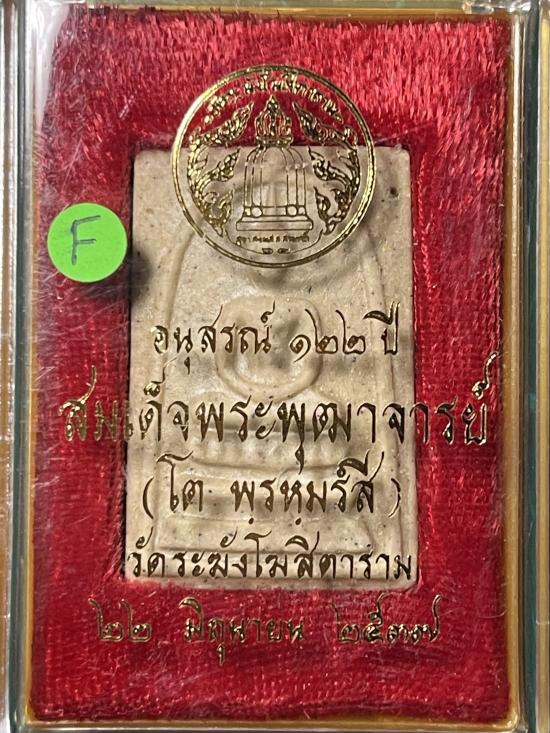 F
อนุสรณ์ ๑๒๒ ปี
สมเด็จพระพุฒาจารย์
(โต พฺรหฺมรํสี)
วัดระฆังโฆสิตาราม
๒๒ มิถุนายน ๒๕๓๗